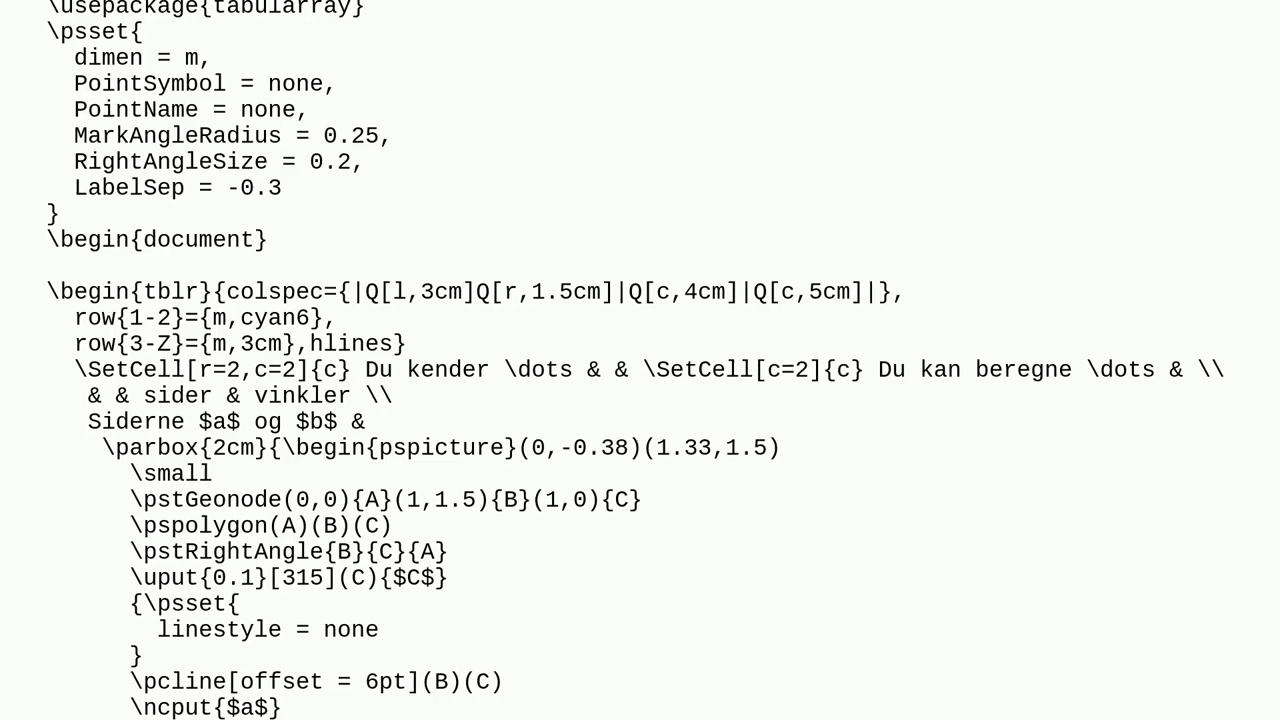 \usepackage{tabularray}
\psset{
  dimen = m,
  PointSymbol = none,
  PointName = none,
  MarkAngleRadius = 0.25,
  RightAngleSize = 0.2,
  LabelSep = -0.3
}
\begin{document}

\begin{tblr}{colspec={|Q[l,3cm]Q[r,1.5cm]|Q[c,4cm]|Q[c,5cm]|},
  row{1-2}={m,cyan6},
  row{3-Z}={m,3cm},hlines}
  \SetCell[r=2,c=2]{c} Du kender \dots & & \SetCell[c=2]{c} Du kan beregne \dots & \\
   & & sider & vinkler \\
   Siderne $a$ og $b$ &
    \parbox{2cm}{\begin{pspicture}(0,-0.38)(1.33,1.5)
      \small
      \pstGeonode(0,0){A}(1,1.5){B}(1,0){C}
      \pspolygon(A)(B)(C)
      \pstRightAngle{B}{C}{A}
      \uput{0.1}[315](C){$C$}
      {\psset{
        linestyle = none
      }
      \pcline[offset = 6pt](B)(C)
      \ncput{$a$}